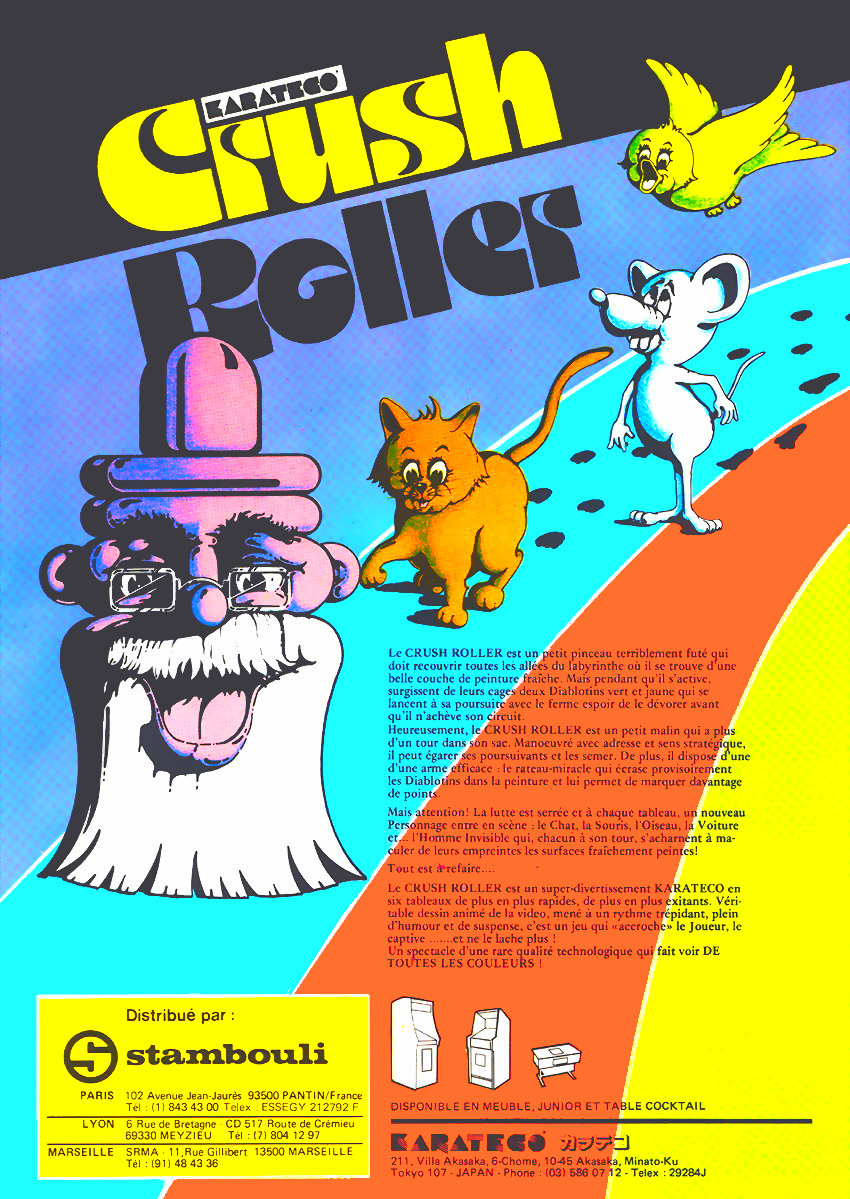 KARATECO
Crush
Roller
Le CRUSH ROLLER est un petit pinceau terriblement futé qui
doit recouvrir toutes les allées du labyrinthe où il se trouve d'une
belle couche de peinture fraîche. Mais pendant qu'il s'active,
surgissent de leurs cages deux Diablotins vert et jaune qui se
lancent à sa poursuite avec le ferme espoir de le dévorer avant
qu'il n'achève son circuit.
Heureusement, le CRUSH ROLLER est un petit malin qui a plus
d'un tour dans son sac. Manoeuvré avec adresse et sens stratégique,
il peut égarer ses poursuivants et les semer. De plus, il dispose d'une
d'une arme efficace : le rateau-miracle qui écrase provisoirement
les Diablotins dans la peinture et lui permet de marquer davantage
de points.
Mais attention! La lutte est serrée et à chaque tableau, un nouveau
Personnage entre en scène : le Chat, la Souris, l'Oiseau, la Voiture
et... l'Homme Invisible qui, chacun à son tour, s'acharnent à ma-
culer de leurs empreintes les surfaces fraîchement peintes!
Tout est à refaire....
Le CRUSH ROLLER est un super-divertissement KARATECO en
six tableaux de plus en plus rapides, de plus en plus exitants. Véri-
table dessin animé de la video, mené à un rythme trépidant, plein
d'humour et de suspense, c'est un jeu qui «accroche» le Joueur, le
captive .......et ne le lache plus !
Un spectacle d'une rare qualité technologique qui fait voir DE
TOUTES LES COULEURS !
Distribué par :
S stambouli
PARIS 102 Avenue Jean-Jaurès 93500 PANTIN/France
Tél : (1) 843 43 00 Telex : ESSEGY 212792 F
LYON 6 Rue de Bretagne - CD 517 Route de Crémieu
69330 MEYZIEU Tél : (7) 804 12 97
MARSEILLE SRMA - 11, Rue Gillibert 13500 MARSEILLE
Tél : (91) 48 43 36
DISPONIBLE EN MEUBLE, JUNIOR ET TABLE COCKTAIL
KARATECO カラテコ
211, Villa Akasaka, 6-Chome, 10-45 Akasaka, Minato-Ku
Tokyo 107 - JAPAN - Phone : (03) 586 07 12 - Telex : 29284J